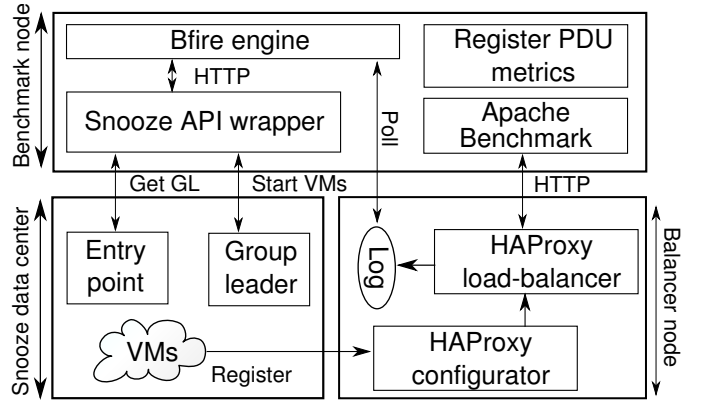 Benchmark node
Bfire engine
Register PDU
metrics
HTTP
Snooze API wrapper
Poll
Apache
Benchmark
Get GL
Start VMs
HTTP
Snooze data center
Entry
point
Group
leader
Log
HAProxy
load-balancer
Balancer node
VMs
Register
HAProxy
configurator